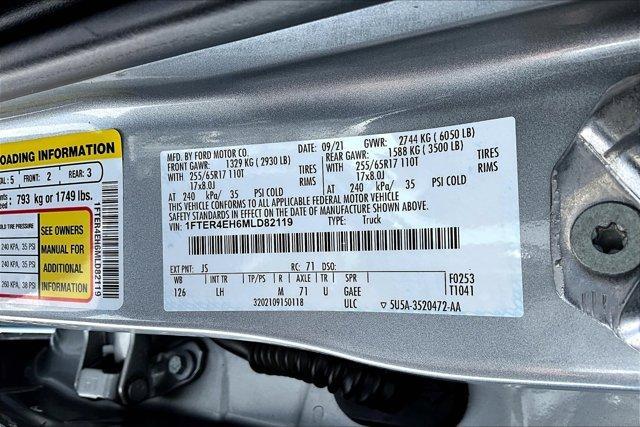 OADING INFORMATION
AL: 5 FRONT: 2 REAR: 3
793 kg or 1749 lbs.
COLD TIRE PRESSURE
240 KPA, 35 PSI
240 KPA, 35 PSI
260 KPA, 38 PSI
SEE OWNERS
MANUAL FOR
ADDITIONAL
INFORMATION
1FTER4EH6MLD82119
MFD. BY FORD MOTOR CO. DATE: 09/21 GVWR: 2744 KG ( 6050 LB)
FRONT GAWR: 1329 KG ( 2930 LB) REAR GAWR: 1588 KG ( 3500 LB)
255/65R17 110T TIRES 255/65R17 110T TIRES
17x8.0J RIMS 17x8.0J RIMS
AT 240 kPa/ 35 PSI COLD AT 240 kPa/ 35 PSI COLD
THIS VEHICLE CONFORMS TO ALL APPLICABLE FEDERAL MOTOR VEHICLE
SAFETY STANDARDS IN EFFECT ON THE DATE OF MANUFACTURE SHOWN ABOVE.
VIN: 1FTER4EH6MLD82119 TYPE: Truck
EXT PNT: JS RC: 71 DSO:
WB INT TR TP/PS R AXLE TR SPR F0253
126 LH M 71 U GAEE T1041
3202109150118 ULC ▽ 5U5A-3520472-AA